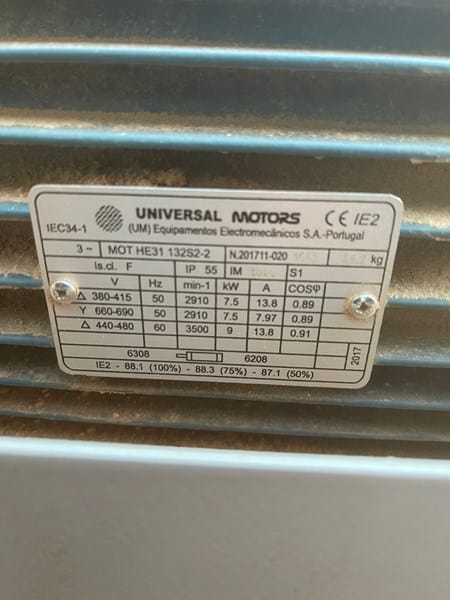 UNIVERSAL MOTORS CE IE2
IEC34-1 (UM) Equipamentos Electromecânicos S.A.-Portugal
3~ MOT HE31 132S2-2 N.201711-020 kg
Is.cl. F IP 55 IM S1
V Hz min-1 kW A COSφ
Δ 380-415 50 2910 7.5 13.8 0.89
Y 660-690 50 2910 7.5 7.97 0.89
Δ 440-480 60 3500 9 13.8 0.91
6308 6208 2017
IE2 - 88.1 (100%) - 88.3 (75%) - 87.1 (50%)